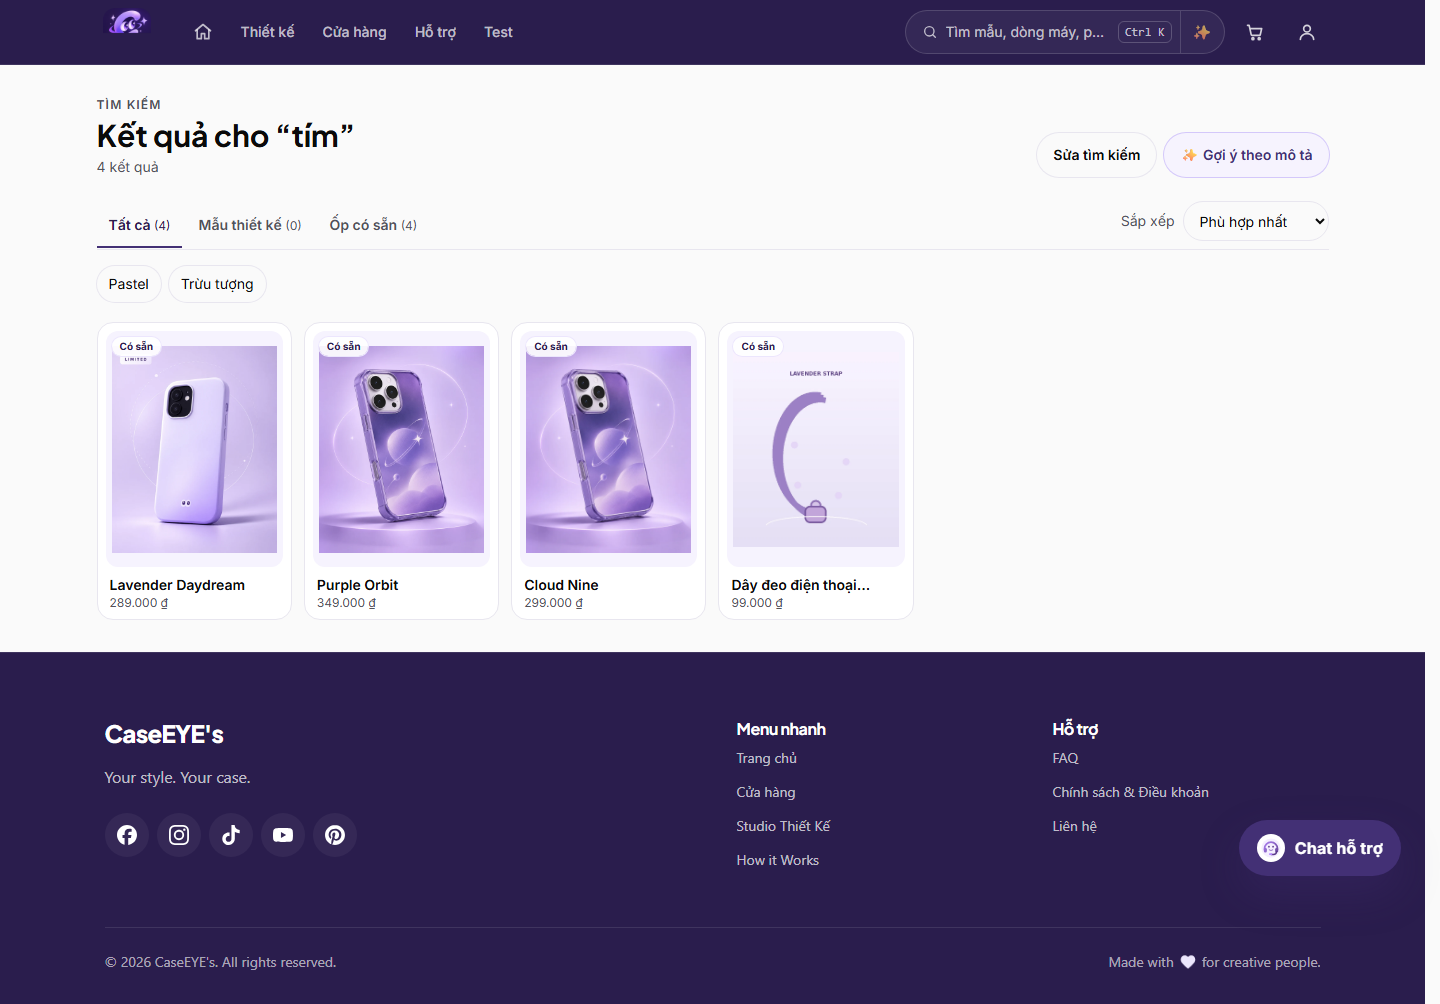 Thiết kế
Cửa hàng
Hỗ trợ
Test
Tìm mẫu, dòng máy, p...
Ctrl K
TÌM KIẾM
Kết quả cho “tím”
4 kết quả
Sửa tìm kiếm
Gợi ý theo mô tả
Tất cả (4)
Mẫu thiết kế (0)
Ốp có sẵn (4)
Sắp xếp
Phù hợp nhất
Pastel
Trừu tượng
Có sẵn
LIMITED
Có sẵn
Có sẵn
Có sẵn
LAVENDER STRAP
Lavender Daydream
289.000 ₫
Purple Orbit
349.000 ₫
Cloud Nine
299.000 ₫
Dây đeo điện thoại...
99.000 ₫
CaseEYE's
Your style. Your case.
Menu nhanh
Trang chủ
Cửa hàng
Studio Thiết Kế
How it Works
Hỗ trợ
FAQ
Chính sách & Điều khoản
Liên hệ
Chat hỗ trợ
© 2026 CaseEYE's. All rights reserved.
Made with 💜 for creative people.